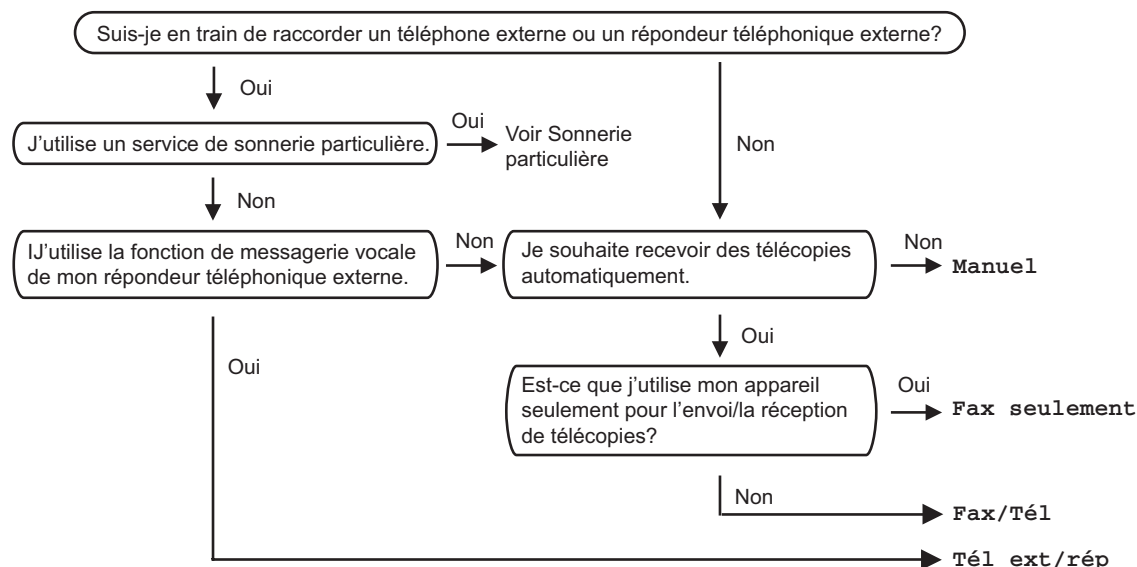 Suis-je en train de raccorder un téléphone externe ou un répondeur téléphonique externe?
Oui
J'utilise un service de sonnerie particulière.
Oui
Voir Sonnerie
particulière
Non
Non
IJ'utilise la fonction de messagerie vocale
de mon répondeur téléphonique externe.
Non
Je souhaite recevoir des télécopies
automatiquement.
Non
Manuel
Oui
Oui
Est-ce que j'utilise mon appareil
seulement pour l'envoi/la réception
de télécopies?
Oui
Fax seulement
Non
Fax/Tél
Tél ext/rép